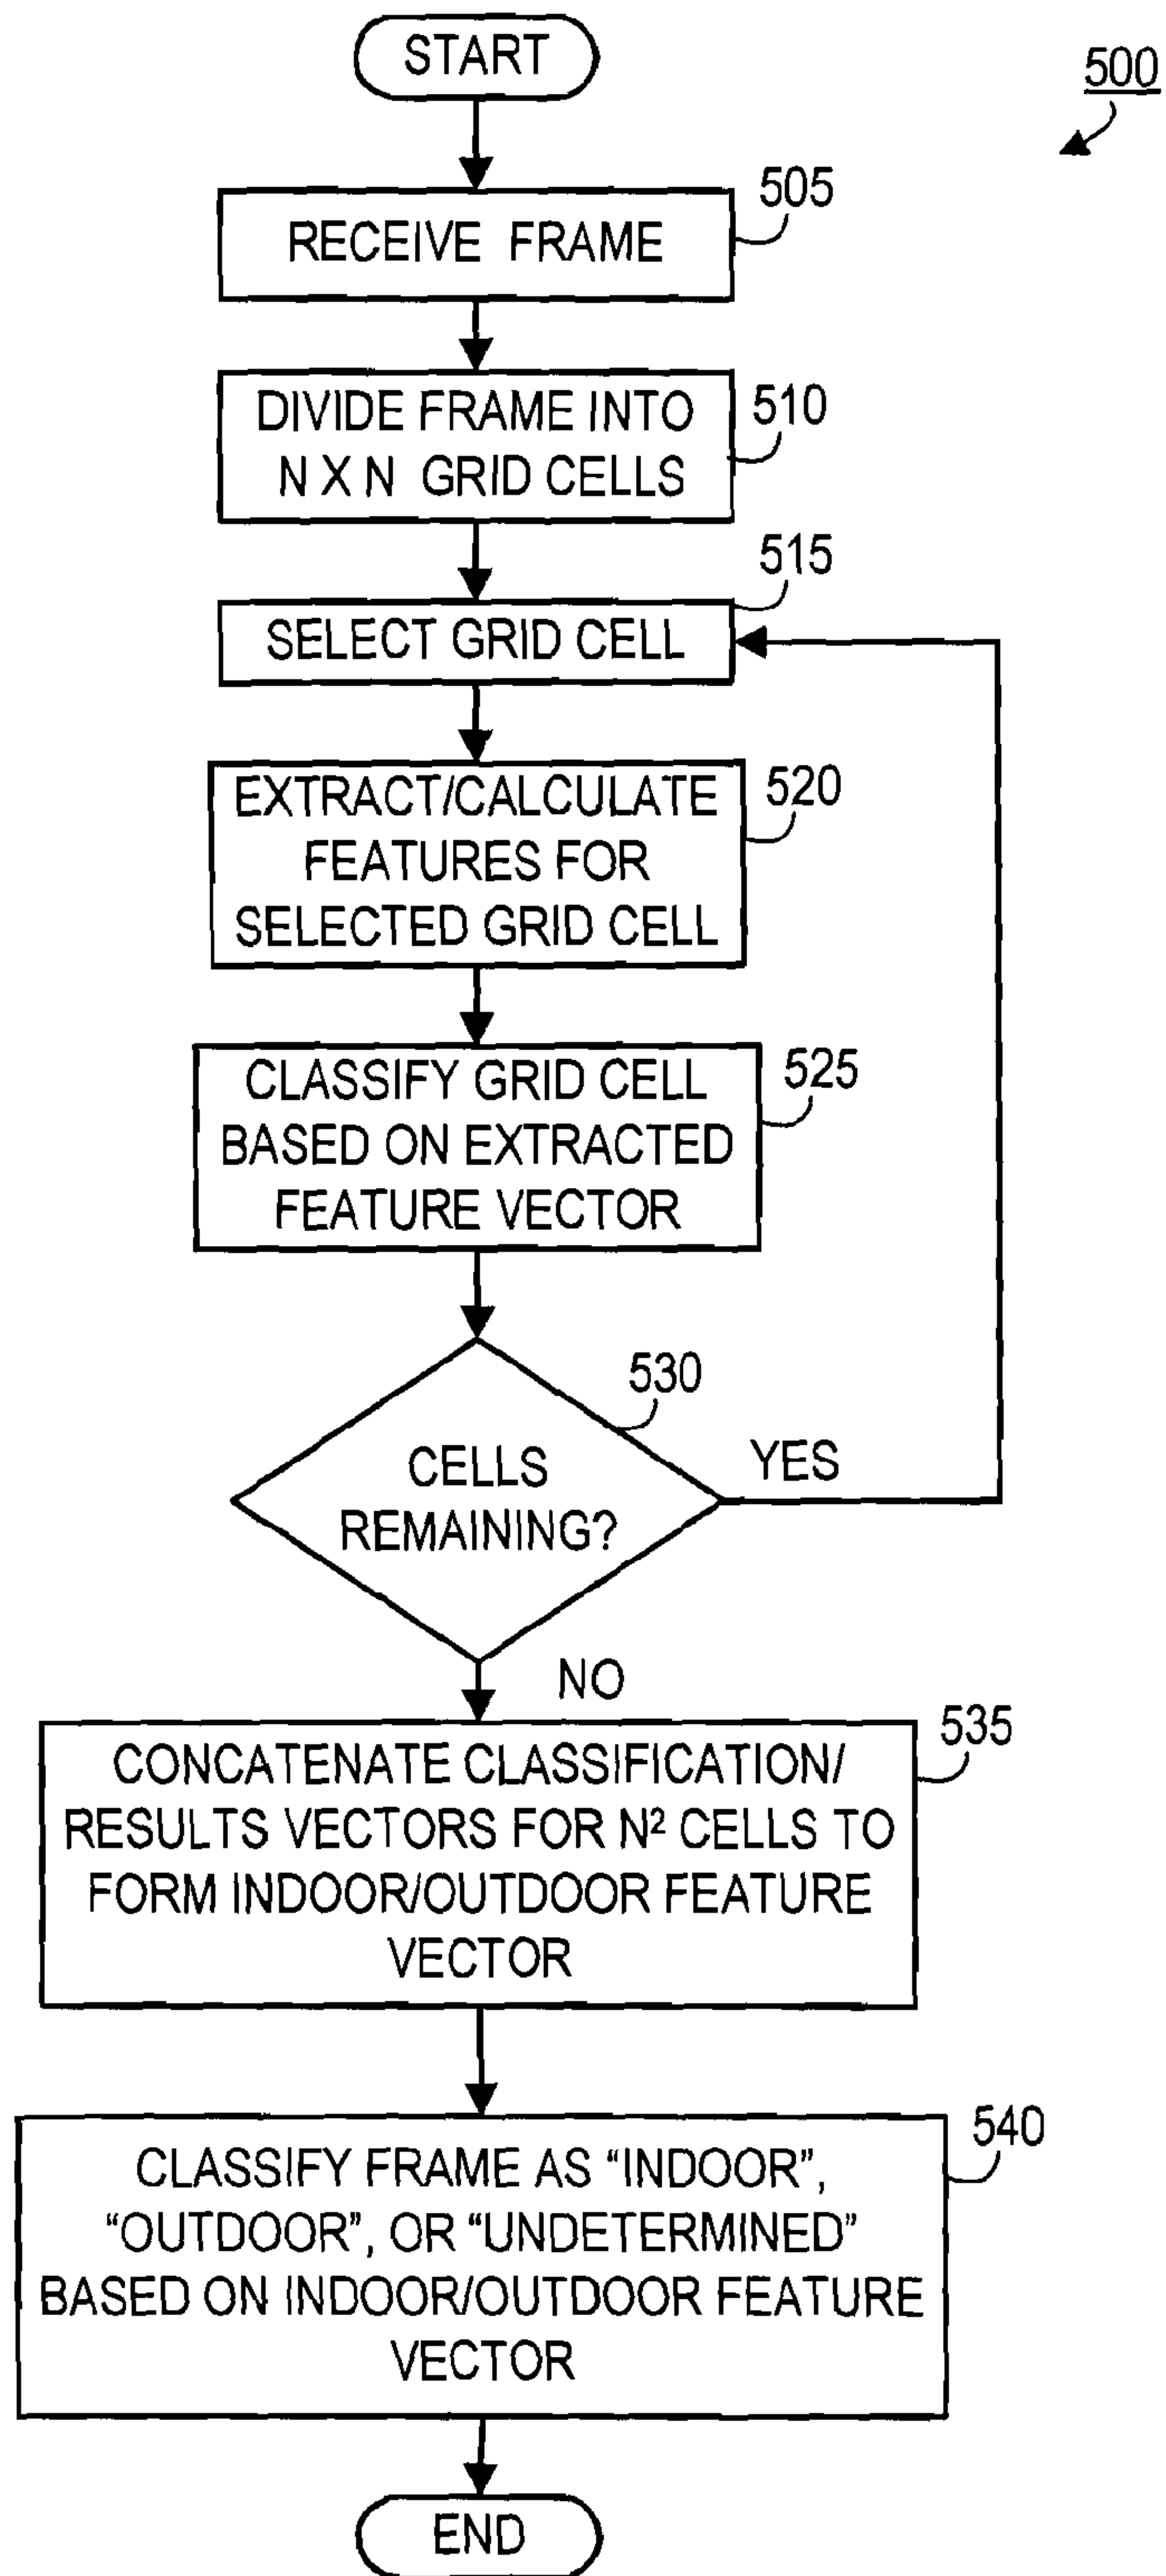 START
500
505
RECEIVE FRAME
DIVIDE FRAME INTO
N X N GRID CELLS
510
515
SELECT GRID CELL
EXTRACT/CALCULATE
FEATURES FOR
SELECTED GRID CELL
520
CLASSIFY GRID CELL
BASED ON EXTRACTED
FEATURE VECTOR
525
530
CELLS
REMAINING?
YES
NO
535
CONCATENATE CLASSIFICATION/
RESULTS VECTORS FOR N² CELLS TO
FORM INDOOR/OUTDOOR FEATURE
VECTOR
540
CLASSIFY FRAME AS “INDOOR”,
“OUTDOOR”, OR “UNDETERMINED”
BASED ON INDOOR/OUTDOOR FEATURE
VECTOR
END